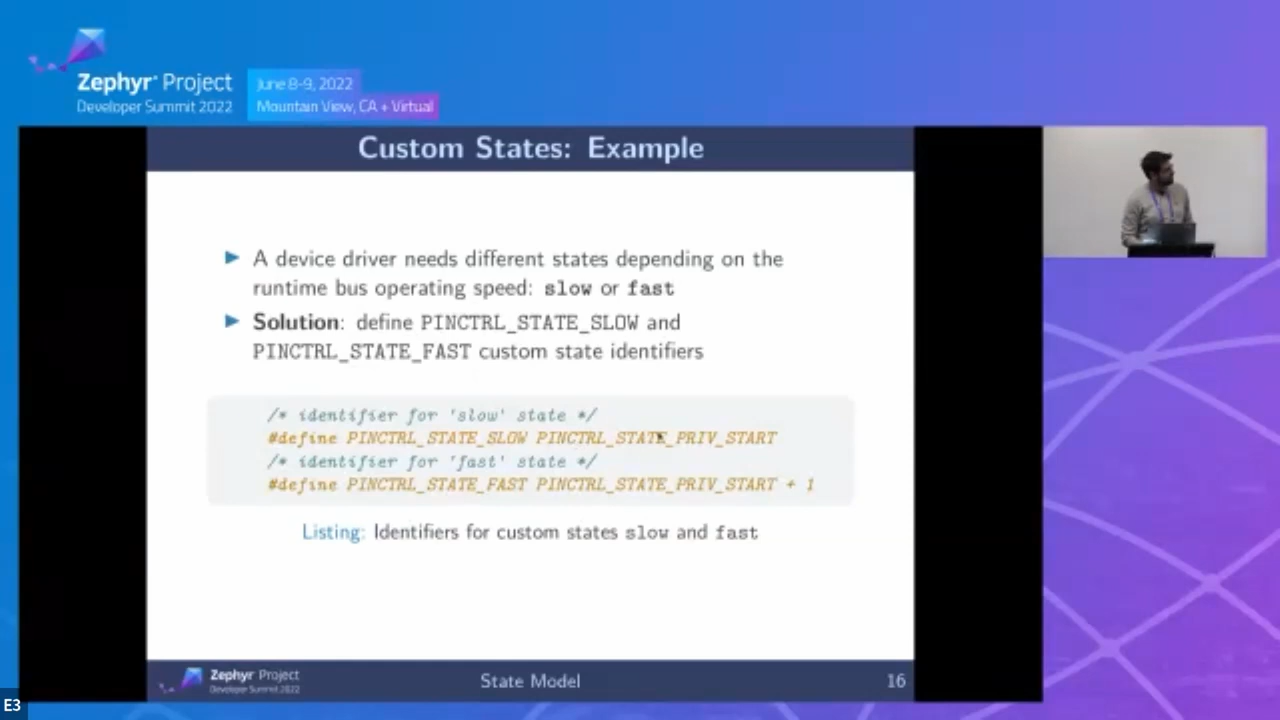 Zephyr® Project
Developer Summit 2022
June 8-9, 2022
Mountain View, CA + Virtual
Custom States: Example
A device driver needs different states depending on the
runtime bus operating speed: slow or fast
Solution: define PINCTRL_STATE_SLOW and
PINCTRL_STATE_FAST custom state identifiers
/* identifier for 'slow' state */
#define PINCTRL_STATE_SLOW PINCTRL_STATE_PRIV_START
/* identifier for 'fast' state */
#define PINCTRL_STATE_FAST PINCTRL_STATE_PRIV_START + 1
Listing: Identifiers for custom states slow and fast
Zephyr Project
Developer Summit 2022
State Model
16
E3